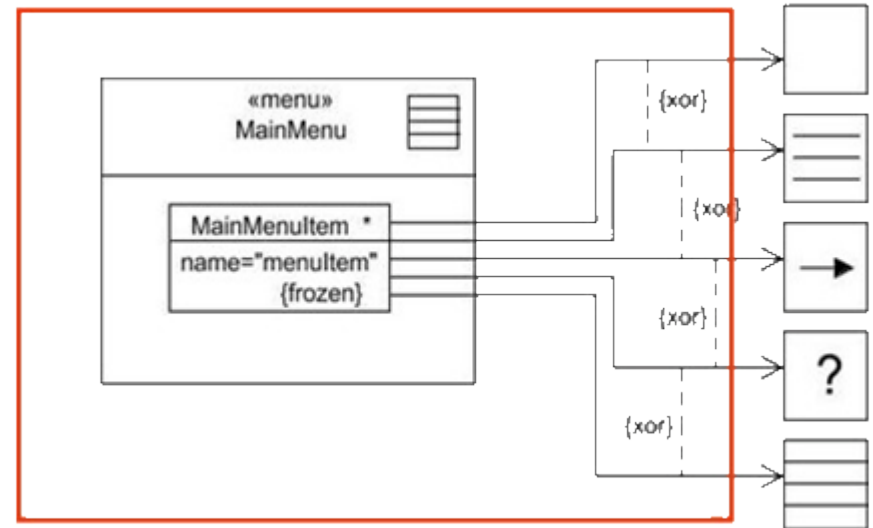 «menu»
MainMenu
{xor}
{xor}
MainMenuItem *
name="menuItem"
{frozen}
{xor}
?
{xor}